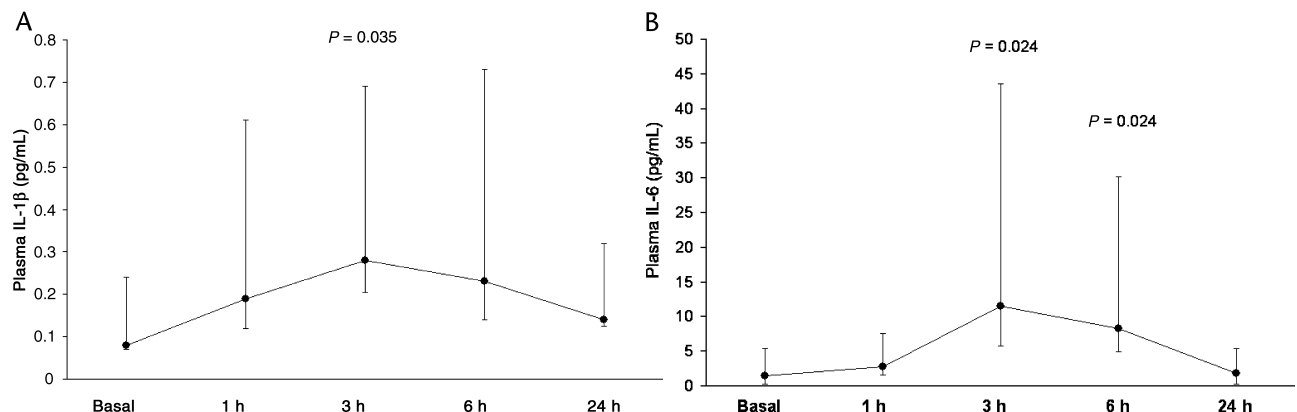 A
Plasma IL-1β (pg/mL)
0.8
0.7
0.6
0.5
0.4
0.3
0.2
0.1
0
P = 0.035
Basal 1 h 3 h 6 h 24 h
B
Plasma IL-6 (pg/mL)
50
45
40
35
30
25
20
15
10
5
0
P = 0.024
P = 0.024
Basal 1 h 3 h 6 h 24 h